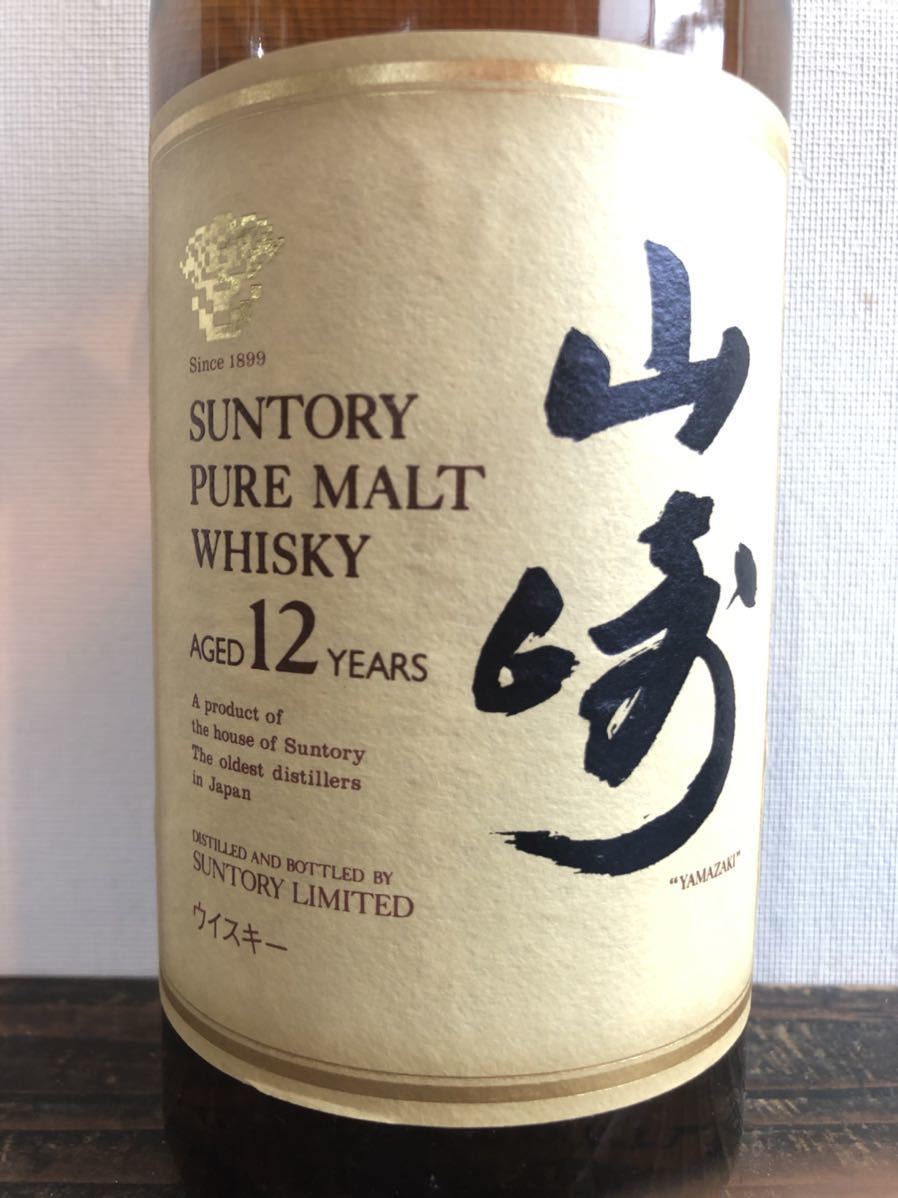 Since 1899
SUNTORY
PURE MALT
WHISKY
AGED 12 YEARS
A product of
the house of Suntory
The oldest distillers
in Japan
DISTILLED AND BOTTLED BY
SUNTORY LIMITED
ウイスキー
山崎
"YAMAZAKI"